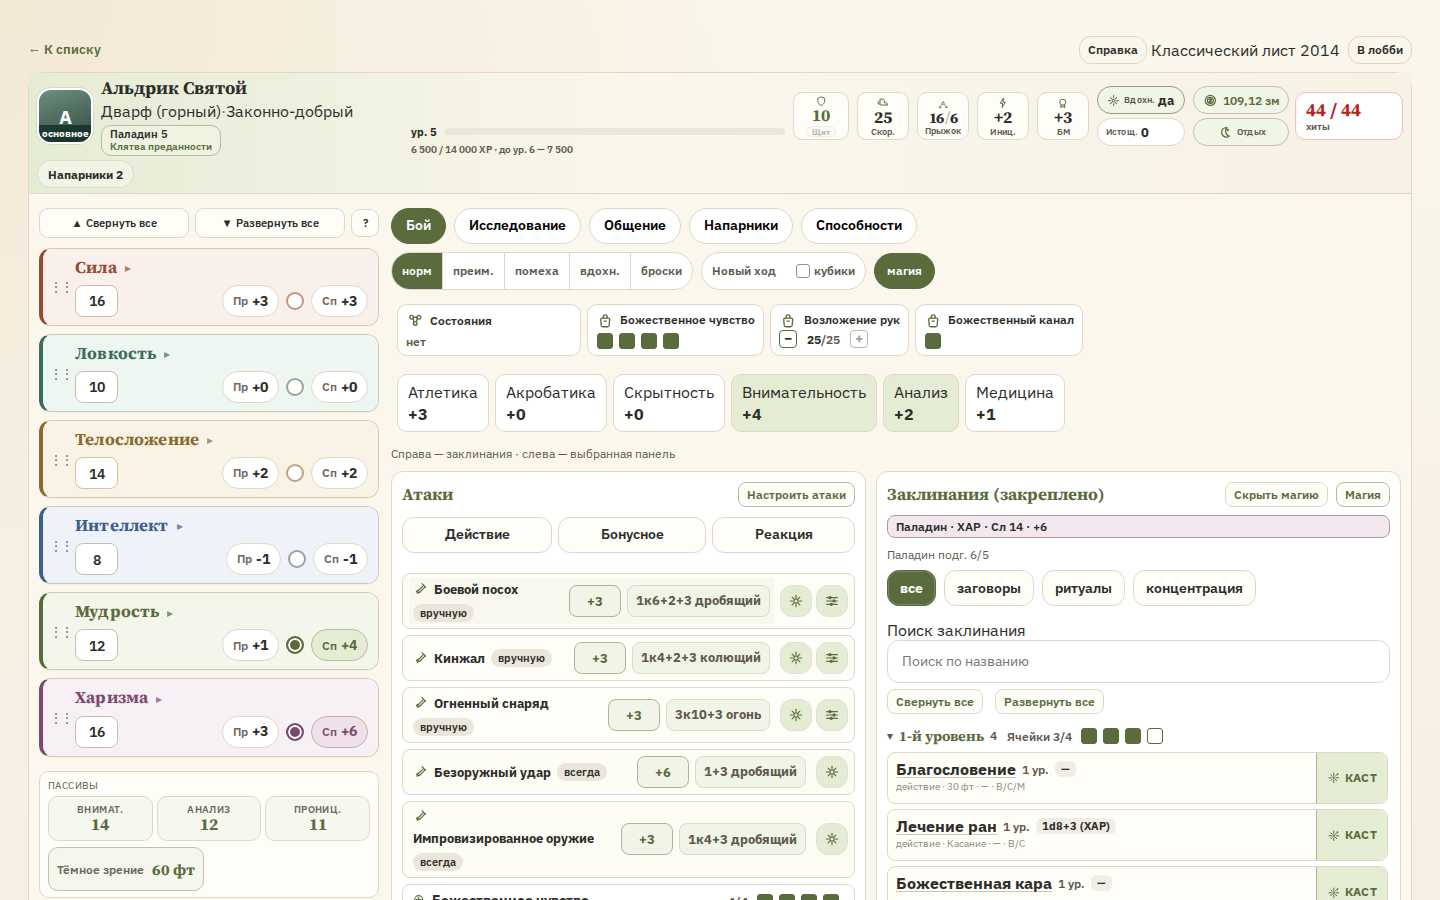 ← К списку
Справка Классический лист 2014 В лобби
А
основное
Альдрик Святой
Дварф (горный)·Законно-добрый
Паладин 5
Клятва преданности
Напарники 2
ур. 5
6 500 / 14 000 XP · до ур. 6 — 7 500
10
Щит
25
Скор.
16/6
Прыжок
+2
Иниц.
+3
БМ
Вдохн. да
Истощ. 0
109,12 зм
Отдых
44 / 44
хиты
▲ Свернуть все ▼ Развернуть все ?
Сила ▸
16 Пр +3 Сп +3
Ловкость ▸
10 Пр +0 Сп +0
Телосложение ▸
14 Пр +2 Сп +2
Интеллект ▸
8 Пр -1 Сп -1
Мудрость ▸
12 Пр +1 Сп +4
Харизма ▸
16 Пр +3 Сп +6
ПАССИВЫ
ВНИМАТ.
14
АНАЛИЗ
12
ПРОНИЦ.
11
Тёмное зрение 60 фт
Бой Исследование Общение Напарники Способности
норм преим. помеха вдохн. броски Новый ход кубики магия
Состояния
нет
Божественное чувство
Возложение рук
− 25/25 +
Божественный канал
Атлетика
+3
Акробатика
+0
Скрытность
+0
Внимательность
+4
Анализ
+2
Медицина
+1
Справа — заклинания · слева — выбранная панель
Атаки Настроить атаки
Действие Бонусное Реакция
Боевой посох
вручную
+3 1к6+2+3 дробящий
Кинжал вручную +3 1к4+2+3 колющий
Огненный снаряд
вручную
+3 3к10+3 огонь
Безоружный удар всегда +6 1+3 дробящий
Импровизированное оружие
всегда
+3 1к4+3 дробящий
Божественное чувство 4/4
Заклинания (закреплено) Скрыть магию Магия
Паладин · ХАР · Сл 14 · +6
Паладин подг. 6/5
все заговоры ритуалы концентрация
Поиск заклинания
Поиск по названию
Свернуть все Развернуть все
▾ 1-й уровень 4 Ячейки 3/4
Благословение 1 ур. —
действие · 30 фт · — · В/С/М
КАСТ
Лечение ран 1 ур. 1d8+3 (ХАР)
действие · Касание · — · В/С
КАСТ
Божественная кара 1 ур. —
КАСТ